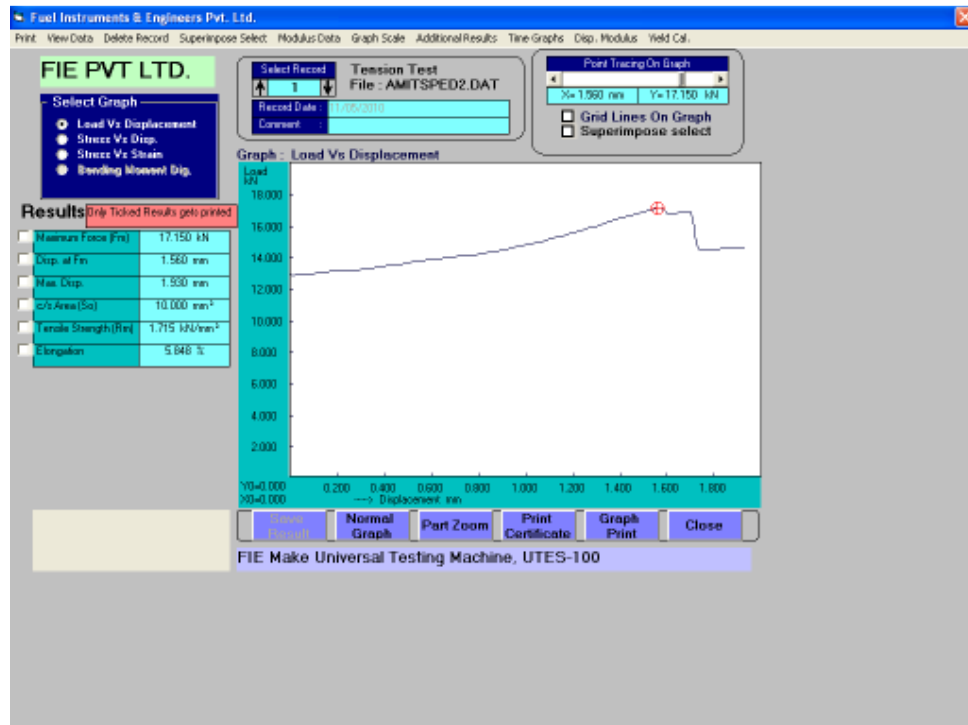 Fuel Instruments & Engineers Pvt. Ltd.
Print View Data Delete Record Superimpose Select Modulus Data Graph Scale Additional Results Time Graphs Disp. Modulus Yield Cal.
FIE PVT LTD.
Select Graph
Load Vs Displacement
Stress Vs Disp.
Stress Vs Strain
Bending Moment Dig.
Select Record
1
Tension Test
File : AMITSPED2.DAT
Record Date : 11/05/2010
Comment :
Point Tracing On Graph
X= 1.560 mm Y= 17.150 kN
Grid Lines On Graph
Superimpose select
Results Only Ticked Results gets printed
Maximum Force (Fm) 17.150 kN
Disp. at Fm 1.560 mm
Max. Disp. 1.930 mm
c/s Area (So) 10.000 mm²
Tensile Strength (Rm) 1.715 kN/mm²
Elongation 5.848 %
Graph : Load Vs Displacement
Load
kN
18.000
16.000
14.000
12.000
10.000
8.000
6.000
4.000
2.000
Y0=0.000
X0=0.000
0.200 0.400 0.600 0.800 1.000 1.200 1.400 1.600 1.800
---> Displacement mm
Save Result
Normal Graph
Part Zoom
Print Certificate
Graph Print
Close
FIE Make Universal Testing Machine, UTES-100